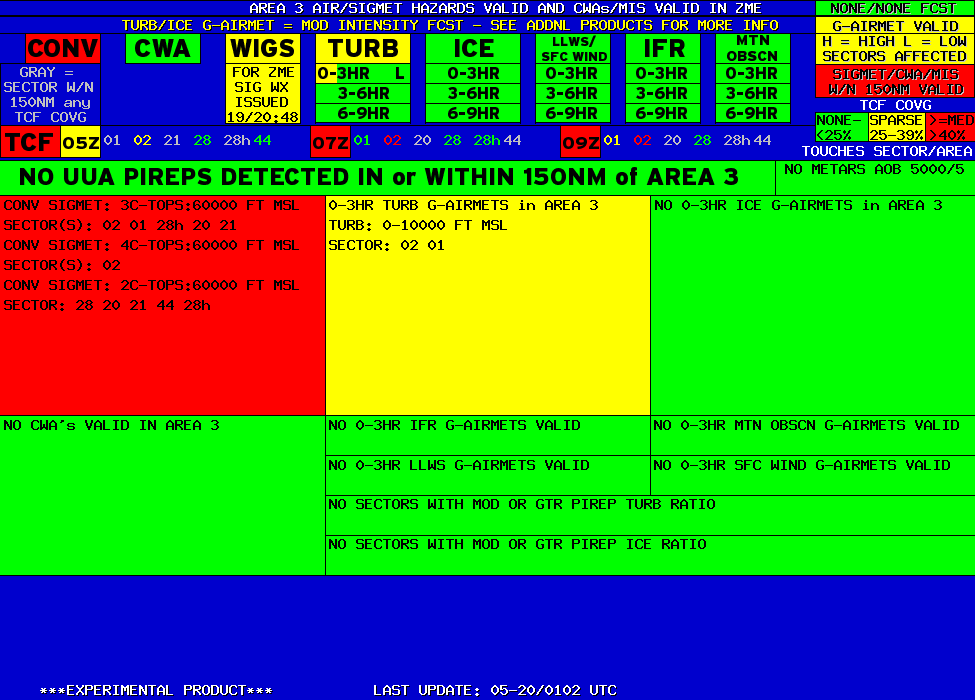 AREA 3 AIR/SIGMET HAZARDS VALID AND CWAs/MIS VALID IN ZME
NONE/NONE FCST
TURB/ICE G-AIRMET = MOD INTENSITY FCST - SEE ADDNL PRODUCTS FOR MORE INFO
G-AIRMET VALID
H = HIGH L = LOW
SECTORS AFFECTED
CONV CWA WIGS TURB ICE LLWS/ SFC WIND IFR MTN OBSCN
GRAY =
SECTOR W/N
150NM any
TCF COVG
FOR ZME
SIG WX
ISSUED
19/20:48
0-3HR L 0-3HR 0-3HR 0-3HR 0-3HR
3-6HR 3-6HR 3-6HR 3-6HR 3-6HR
6-9HR 6-9HR 6-9HR 6-9HR 6-9HR
SIGMET/CWA/MIS
W/N 150NM VALID
TCF COVG
NONE- SPARSE >=MED
<25% 25-39% >40%
TOUCHES SECTOR/AREA
TCF 05Z 01 02 21 28 28h 44 07Z 01 02 20 28 28h 44 09Z 01 02 20 28 28h 44
NO UUA PIREPS DETECTED IN or WITHIN 150NM of AREA 3
NO METARS AOB 5000/5
CONV SIGMET: 3C-TOPS:60000 FT MSL
SECTOR(S): 02 01 28h 20 21
CONV SIGMET: 4C-TOPS:60000 FT MSL
SECTOR(S): 02
CONV SIGMET: 2C-TOPS:60000 FT MSL
SECTOR: 28 20 21 44 28h
0-3HR TURB G-AIRMETS in AREA 3
TURB: 0-10000 FT MSL
SECTOR: 02 01
NO 0-3HR ICE G-AIRMETS in AREA 3
NO CWA's VALID IN AREA 3
NO 0-3HR IFR G-AIRMETS VALID
NO 0-3HR MTN OBSCN G-AIRMETS VALID
NO 0-3HR LLWS G-AIRMETS VALID
NO 0-3HR SFC WIND G-AIRMETS VALID
NO SECTORS WITH MOD OR GTR PIREP TURB RATIO
NO SECTORS WITH MOD OR GTR PIREP ICE RATIO
***EXPERIMENTAL PRODUCT***
LAST UPDATE: 05-20/0102 UTC